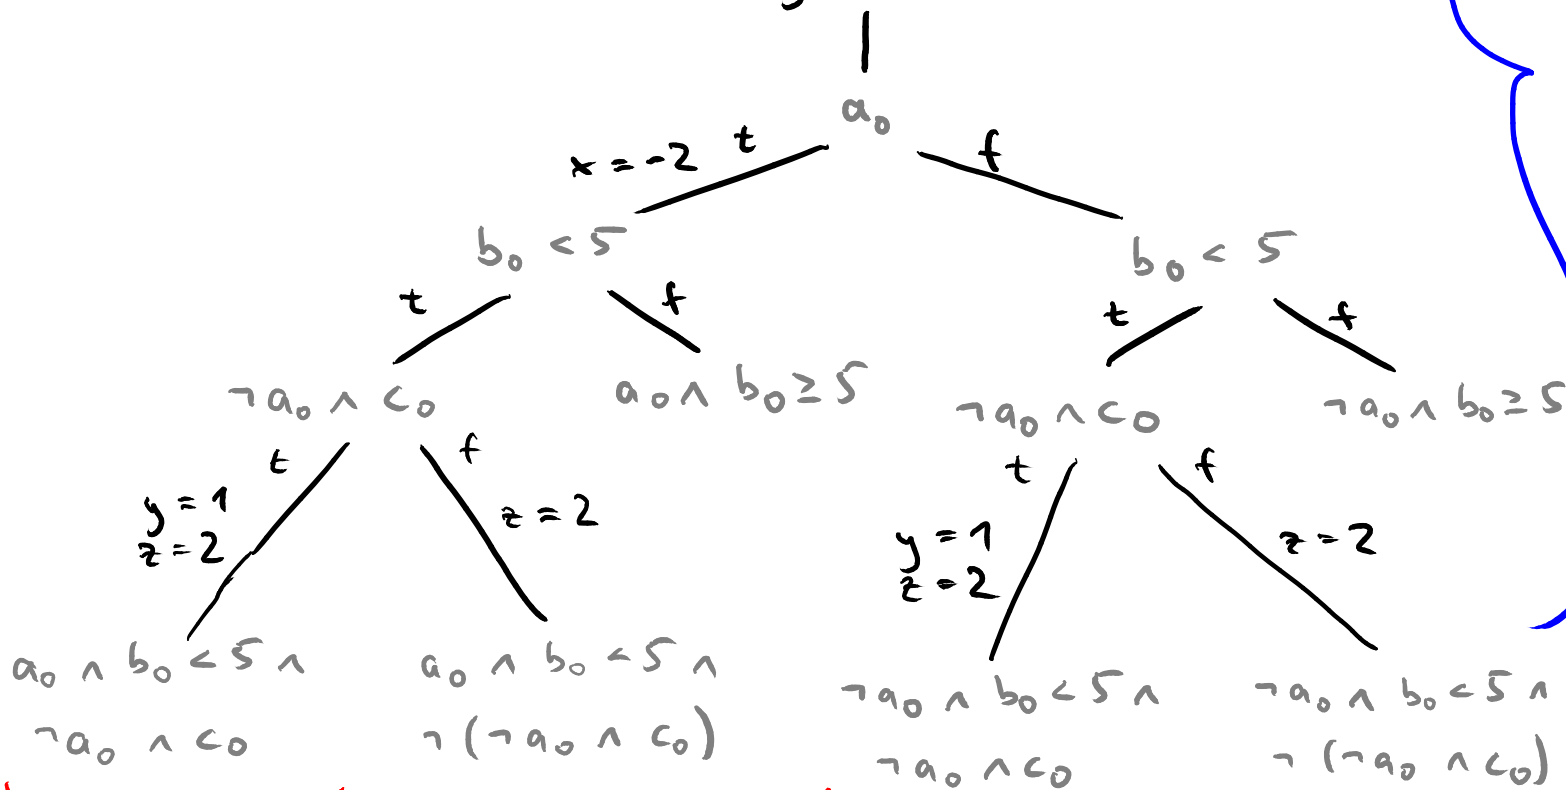 a₀
t
f
x = -2
b₀ < 5
b₀ < 5
t
f
t
f
¬a₀ ∧ c₀
a₀ ∧ b₀ ≥ 5
¬a₀ ∧ c₀
¬a₀ ∧ b₀ ≥ 5
t
f
t
f
y = 1
z = 2
z = 2
y = 1
z = 2
z = 2
a₀ ∧ b₀ < 5 ∧
¬a₀ ∧ c₀
a₀ ∧ b₀ < 5 ∧
¬(¬a₀ ∧ c₀)
¬a₀ ∧ b₀ < 5 ∧
¬a₀ ∧ c₀
¬a₀ ∧ b₀ < 5 ∧
¬(¬a₀ ∧ c₀)